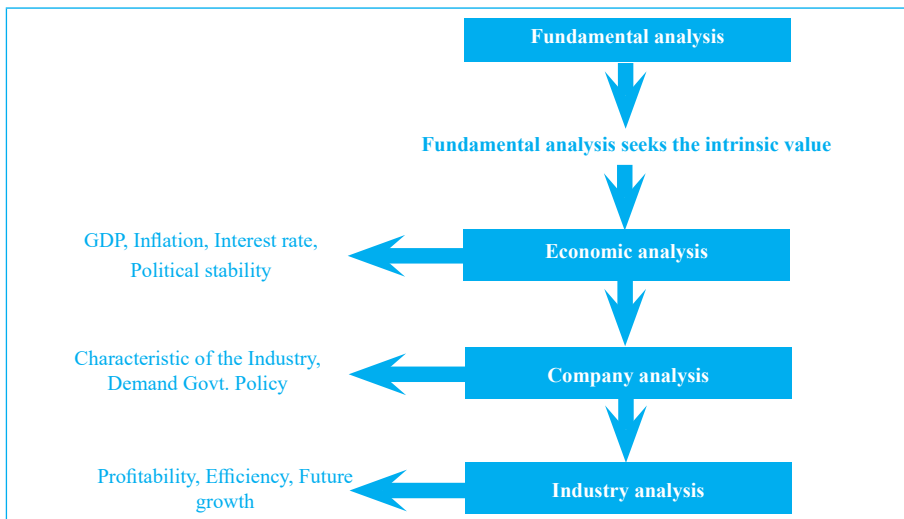 Fundamental analysis
Fundamental analysis seeks the intrinsic value
GDP, Inflation, Interest rate,
Political stability
Economic analysis
Characteristic of the Industry,
Demand Govt. Policy
Company analysis
Profitability, Efficiency, Future
growth
Industry analysis